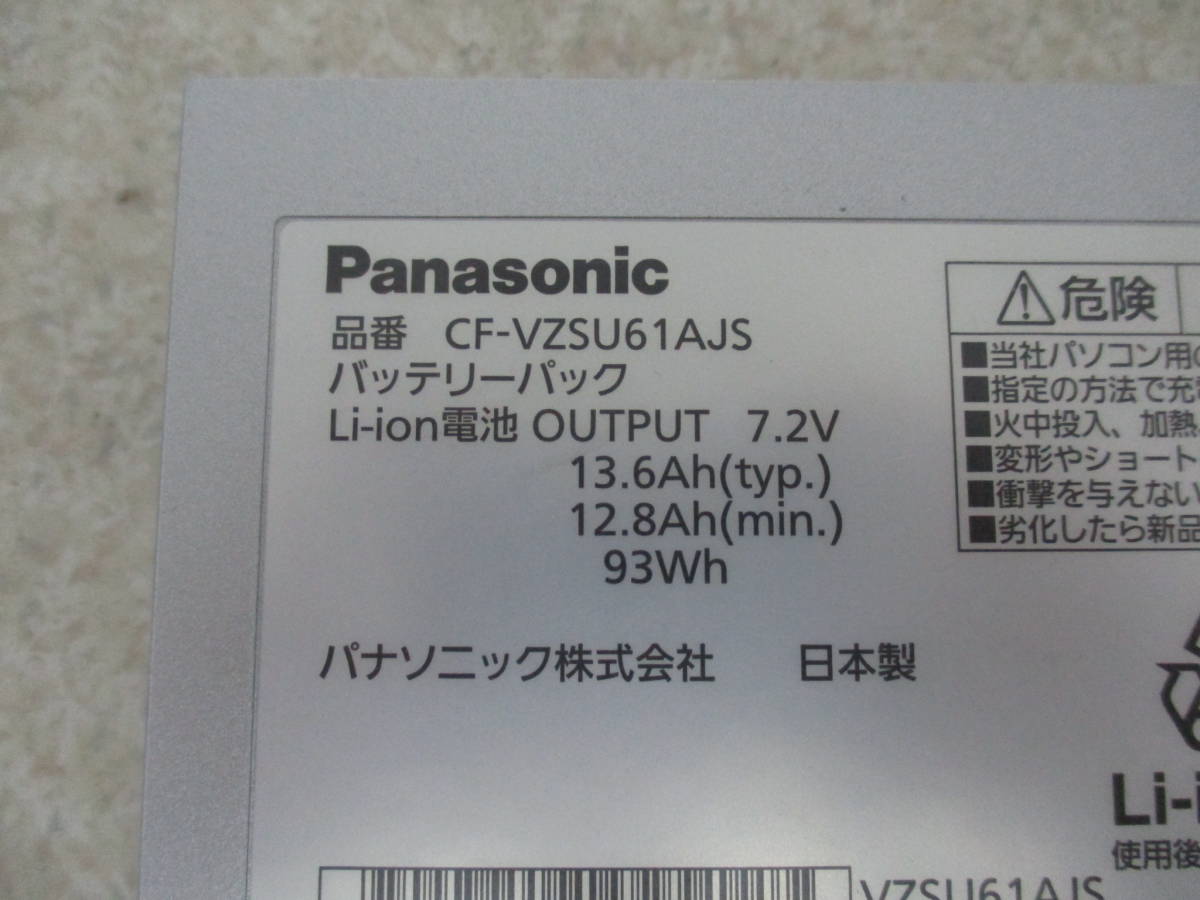 Panasonic
品番 CF-VZSU61AJS
バッテリーパック
Li-ion電池 OUTPUT 7.2V
13.6Ah(typ.)
12.8Ah(min.)
93Wh
パナソニック株式会社 日本製
危険
■当社パソコン用
■指定の方法で充
■火中投入、加熱
■変形やショート
■衝撃を与えない
■劣化したら新品
Li-i
使用後
VZSU61AJS